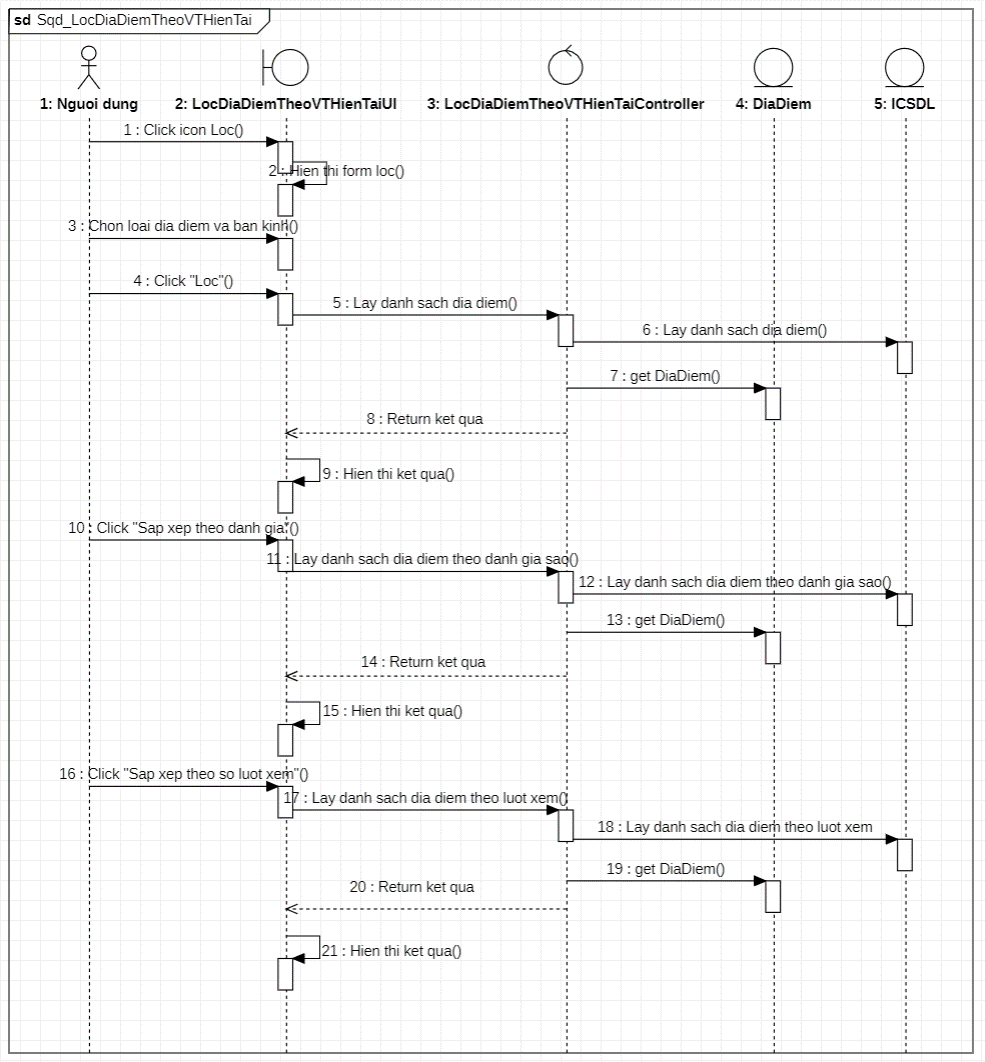 sd Sqd_LocDiaDiemTheoVTHienTai
1: Nguoi dung
2: LocDiaDiemTheoVTHienTaiUI
3: LocDiaDiemTheoVTHienTaiController
4: DiaDiem
5: ICSDL
1 : Click icon Loc()
2 : Hien thi form loc()
3 : Chon loai dia diem va ban kinh()
4 : Click "Loc"()
5 : Lay danh sach dia diem()
6 : Lay danh sach dia diem()
7 : get DiaDiem()
8 : Return ket qua
9 : Hien thi ket qua()
10 : Click "Sap xep theo danh gia"()
11 : Lay danh sach dia diem theo danh gia sao()
12 : Lay danh sach dia diem theo danh gia sao()
13 : get DiaDiem()
14 : Return ket qua
15 : Hien thi ket qua()
16 : Click "Sap xep theo so luot xem"()
17 : Lay danh sach dia diem theo luot xem()
18 : Lay danh sach dia diem theo luot xem
19 : get DiaDiem()
20 : Return ket qua
21 : Hien thi ket qua()